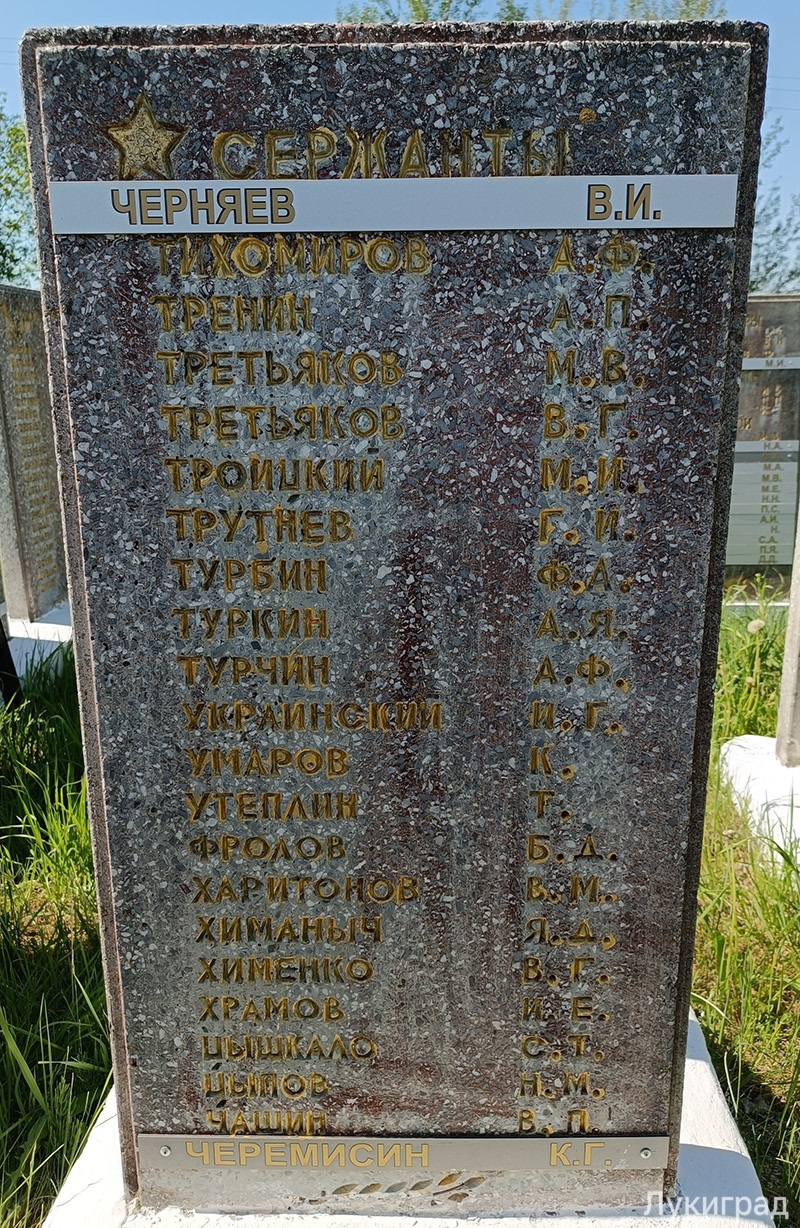 СЕРЖАНТЫ
ЧЕРНЯЕВ В.И.
ТИХОМИРОВ А.Ф.
ТРЕНИН А.П.
ТРЕТЬЯКОВ М.В.
ТРЕТЬЯКОВ В.Г.
ТРОИЦКИЙ М.И.
ТРУТНЕВ Г.И.
ТУРБИН Ф.А.
ТУРКИН А.Я.
ТУРЧИН А.Ф.
УКРАИНСКИЙ И.Г.
УМАРОВ К.
УТЕПЛИН Т.
ФРОЛОВ Б.Д.
ХАРИТОНОВ В.М.
ХИМАНЫЧ Я.Д.
ХИМЕНКО В.Г.
ХРАМОВ И.Е.
ЦЫШКАЛО С.Т.
ЦЫПОВ Н.М.
ЧАШИН В.П.
ЧЕРЕМИСИН К.Г.
М.И.
Н.А.
М.А.
М.В.
М.Е.
Н.Н.
П.С.
А.И.
Н.
С.А.
П.Я.
Д.Д.
Лукиград